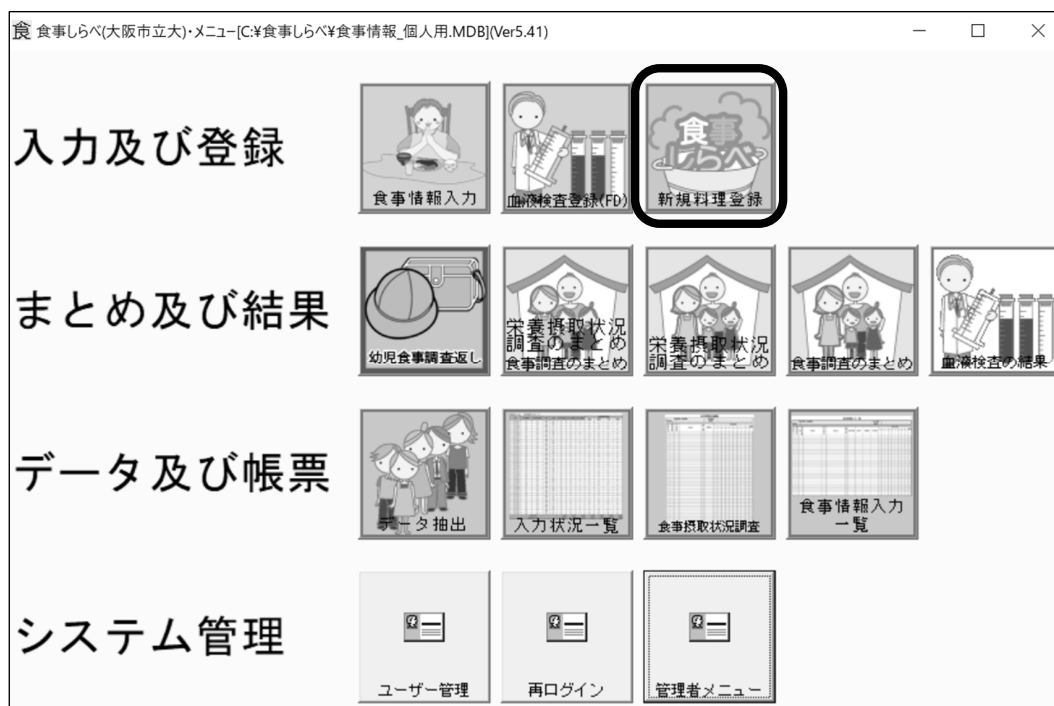 食 食事しらべ(大阪市立大)・メニュー[C:¥食事しらべ¥食事情報_個人用.MDB](Ver5.41)
入力及び登録
食事情報入力
血液検査登録(FD)
食事
しらべ
新規料理登録
まとめ及び結果
幼児食事調査返し
栄養摂取状況
調査のまとめ
食事調査のまとめ
栄養摂取状況
調査のまとめ
食事調査のまとめ
血液検査の結果
データ及び帳票
データ抽出
入力状況一覧
食事摂取状況調査
食事情報入力
一覧
システム管理
ユーザー管理
再ログイン
管理者メニュー